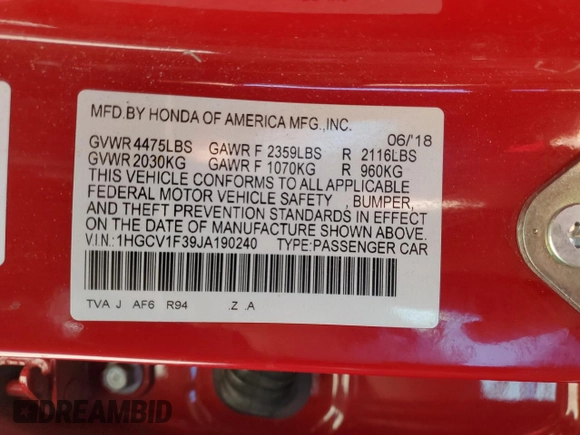 MFD.BY HONDA OF AMERICA MFG.,INC.
06/'18
GVWR 4475LBS GAWR F 2359LBS R 2116LBS
GVWR 2030KG GAWR F 1070KG R 960KG
THIS VEHICLE CONFORMS TO ALL APPLICABLE
FEDERAL MOTOR VEHICLE SAFETY , BUMPER,
AND THEFT PREVENTION STANDARDS IN EFFECT
ON THE DATE OF MANUFACTURE SHOWN ABOVE.
V.I.N.: 1HGCV1F39JA190240 TYPE:PASSENGER CAR
TVA J AF6 R94 .Z .A
DREAMBID